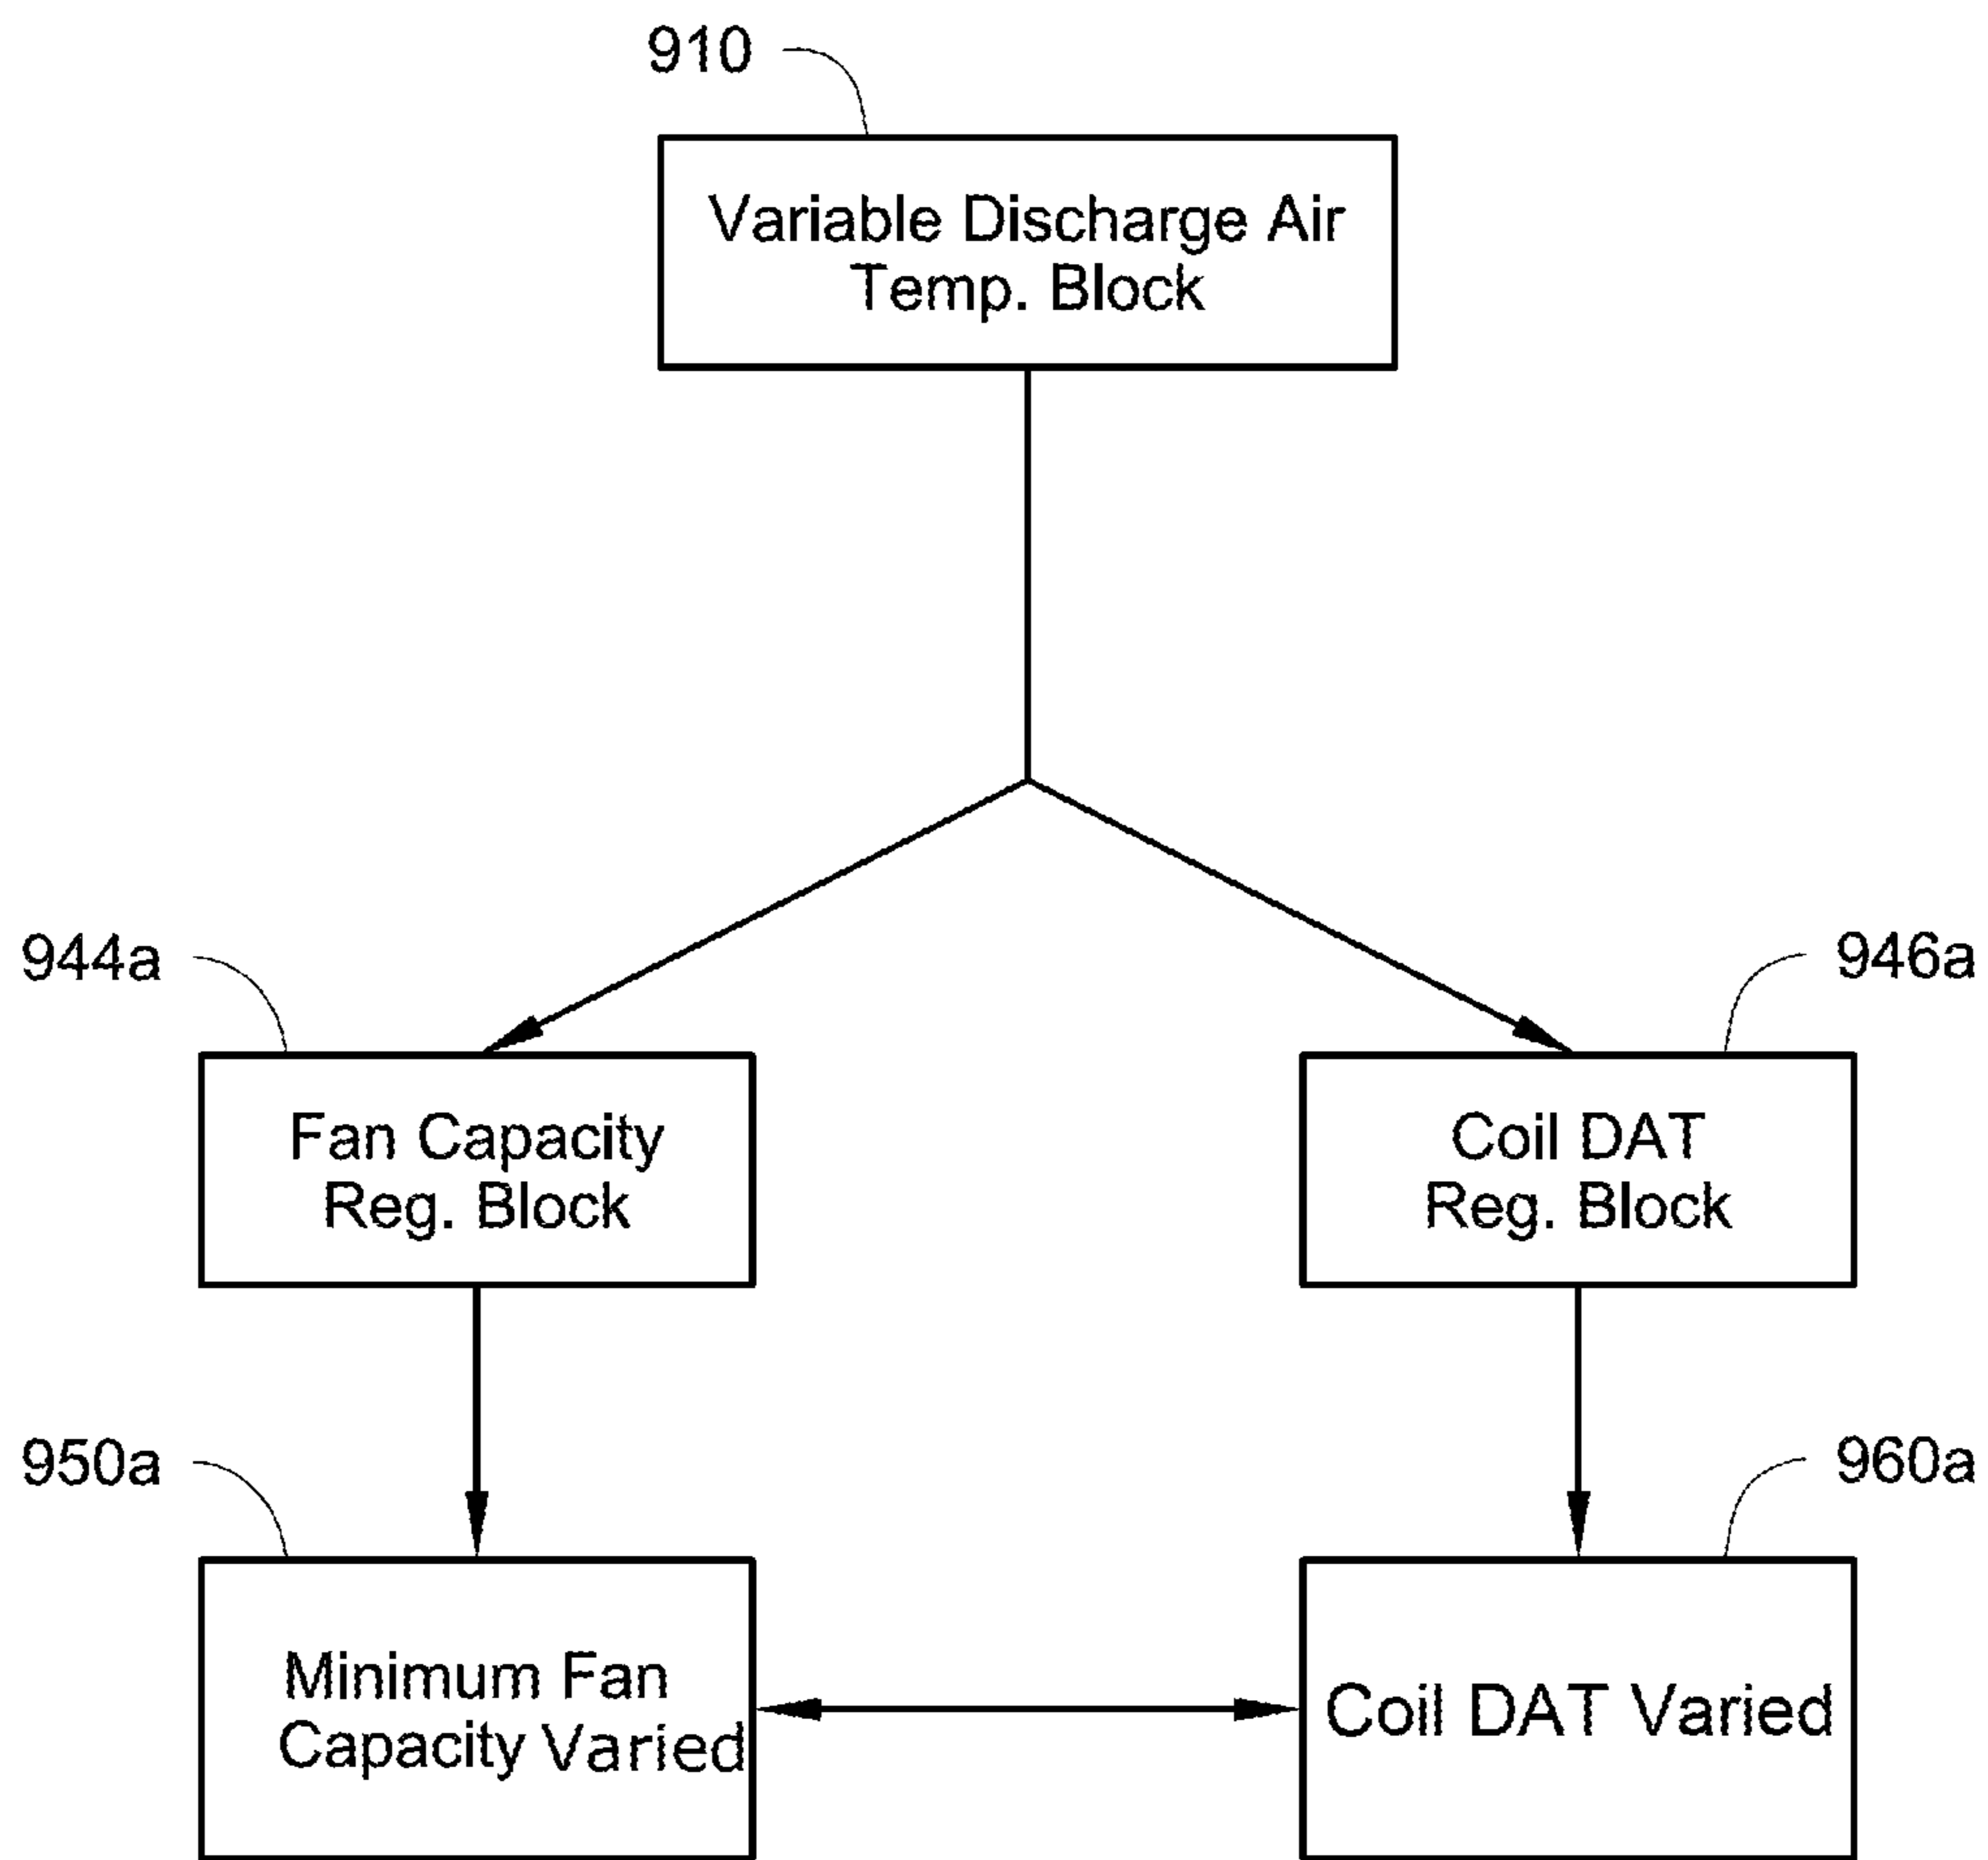 910
Variable Discharge Air
Temp. Block
944a
946a
Fan Capacity
Reg. Block
Coil DAT
Reg. Block
950a
960a
Minimum Fan
Capacity Varied
Coil DAT Varied